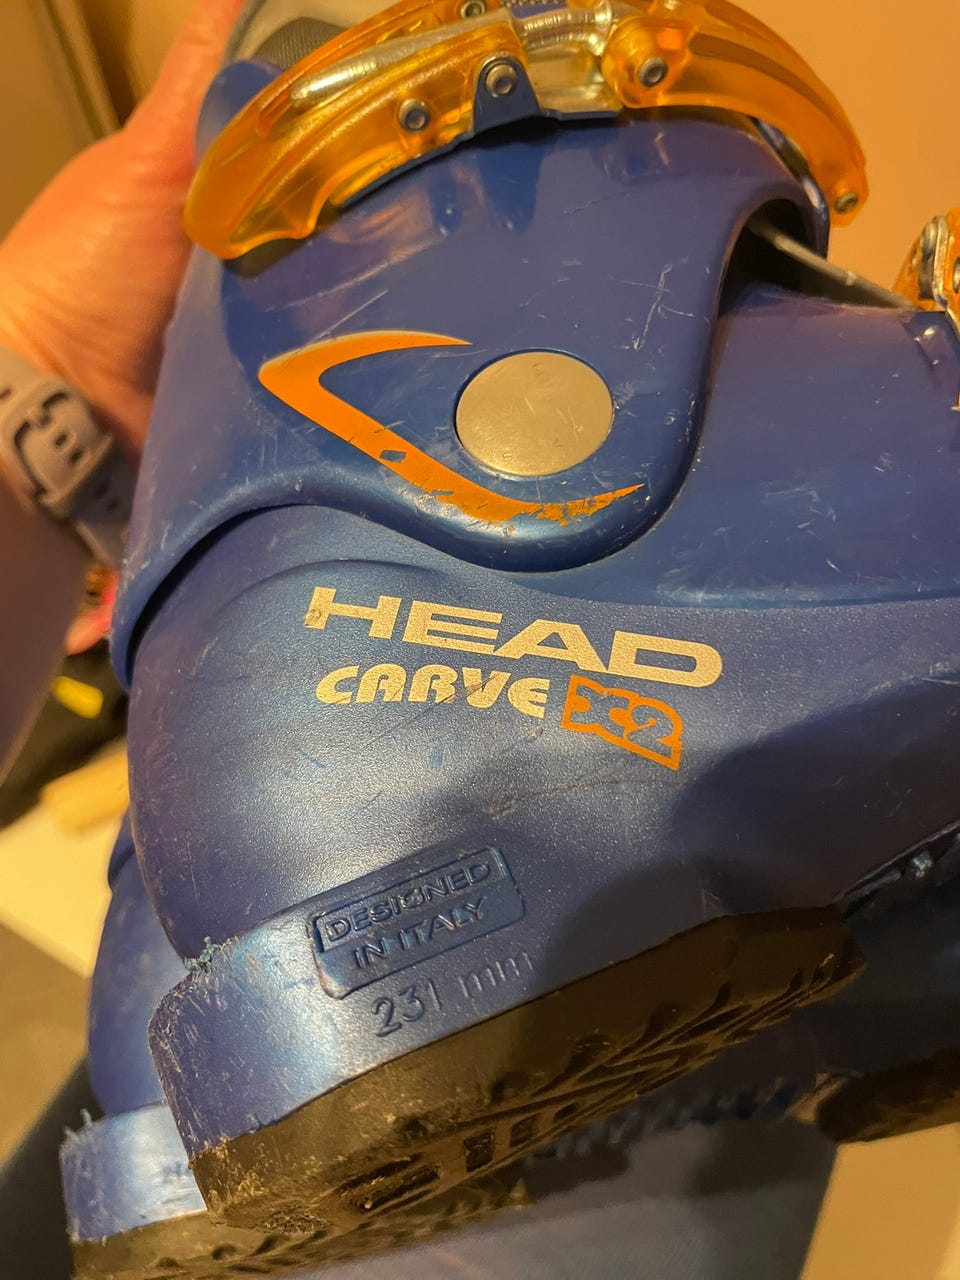 HEAD
CARVE X2
DESIGNED
IN ITALY
231 mm